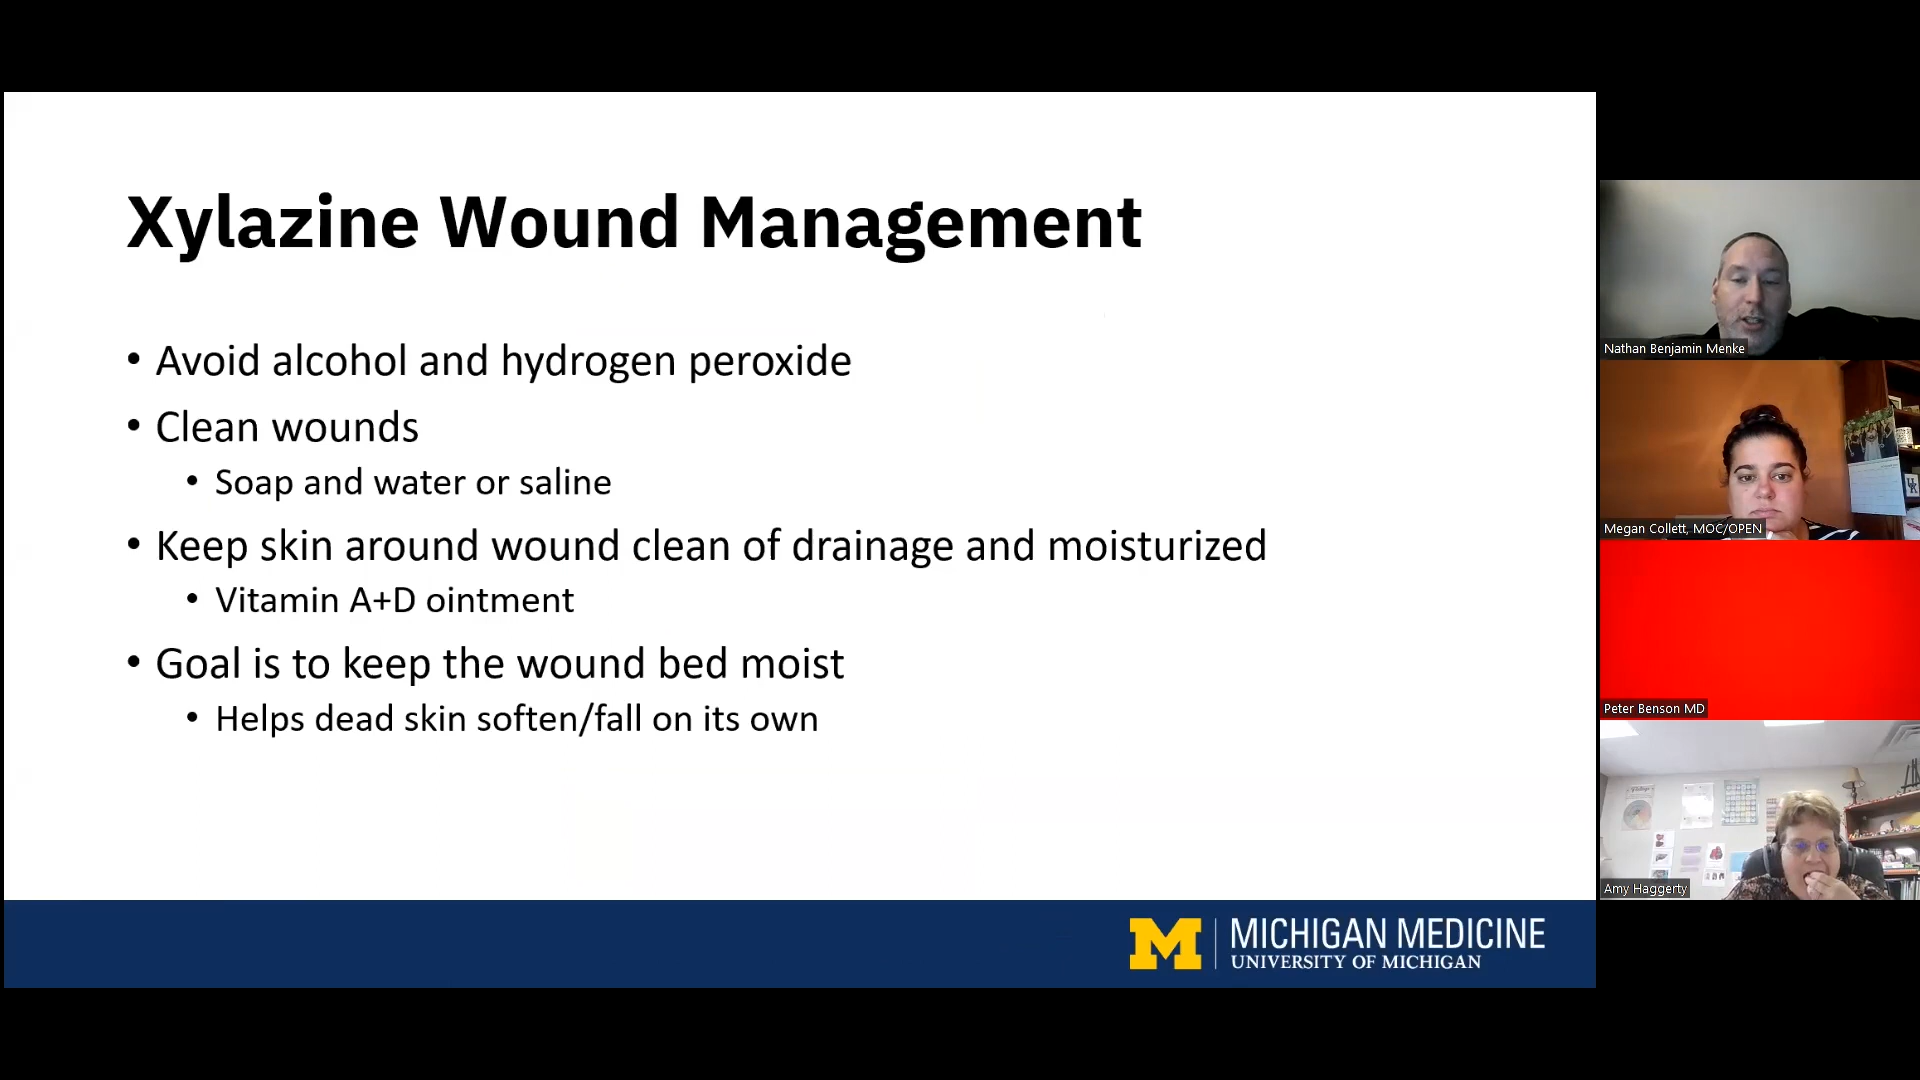 Xylazine Wound Management
• Avoid alcohol and hydrogen peroxide
• Clean wounds
• Soap and water or saline
• Keep skin around wound clean of drainage and moisturized
• Vitamin A+D ointment
• Goal is to keep the wound bed moist
• Helps dead skin soften/fall on its own
M MICHIGAN MEDICINE
UNIVERSITY OF MICHIGAN
Nathan Benjamin Menke
Megan Collett, MOC/OPEN
Peter Benson MD
Amy Haggerty